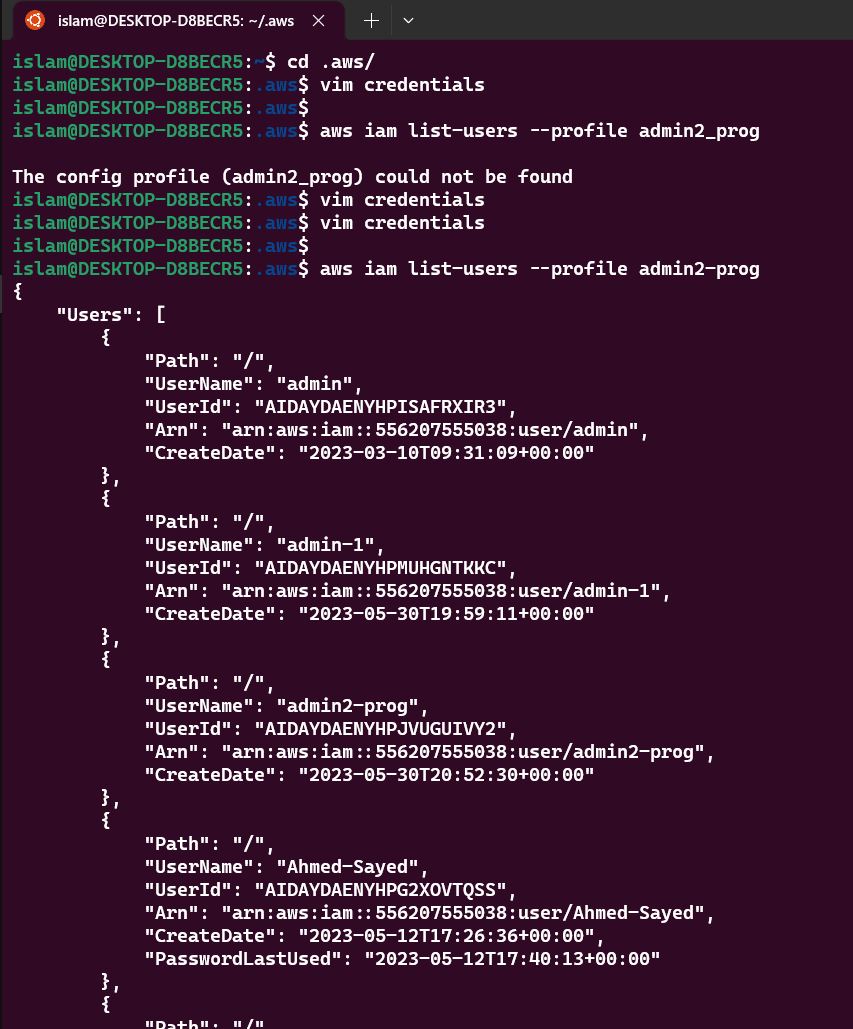 islam@DESKTOP-D8BECR5: ~/.aws
islam@DESKTOP-D8BECR5:~$ cd .aws/
islam@DESKTOP-D8BECR5:.aws$ vim credentials
islam@DESKTOP-D8BECR5:.aws$
islam@DESKTOP-D8BECR5:.aws$ aws iam list-users --profile admin2_prog
The config profile (admin2_prog) could not be found
islam@DESKTOP-D8BECR5:.aws$ vim credentials
islam@DESKTOP-D8BECR5:.aws$ vim credentials
islam@DESKTOP-D8BECR5:.aws$
islam@DESKTOP-D8BECR5:.aws$ aws iam list-users --profile admin2-prog
{
    "Users": [
        {
            "Path": "/",
            "UserName": "admin",
            "UserId": "AIDAYDAENYHPISAFRXIR3",
            "Arn": "arn:aws:iam::556207555038:user/admin",
            "CreateDate": "2023-03-10T09:31:09+00:00"
        },
        {
            "Path": "/",
            "UserName": "admin-1",
            "UserId": "AIDAYDAENYHPMUHGNTKKC",
            "Arn": "arn:aws:iam::556207555038:user/admin-1",
            "CreateDate": "2023-05-30T19:59:11+00:00"
        },
        {
            "Path": "/",
            "UserName": "admin2-prog",
            "UserId": "AIDAYDAENYHPJVUGUIVY2",
            "Arn": "arn:aws:iam::556207555038:user/admin2-prog",
            "CreateDate": "2023-05-30T20:52:30+00:00"
        },
        {
            "Path": "/",
            "UserName": "Ahmed-Sayed",
            "UserId": "AIDAYDAENYHPG2XOVTQSS",
            "Arn": "arn:aws:iam::556207555038:user/Ahmed-Sayed",
            "CreateDate": "2023-05-12T17:26:36+00:00",
            "PasswordLastUsed": "2023-05-12T17:40:13+00:00"
        },
        {
            "Path": "/"